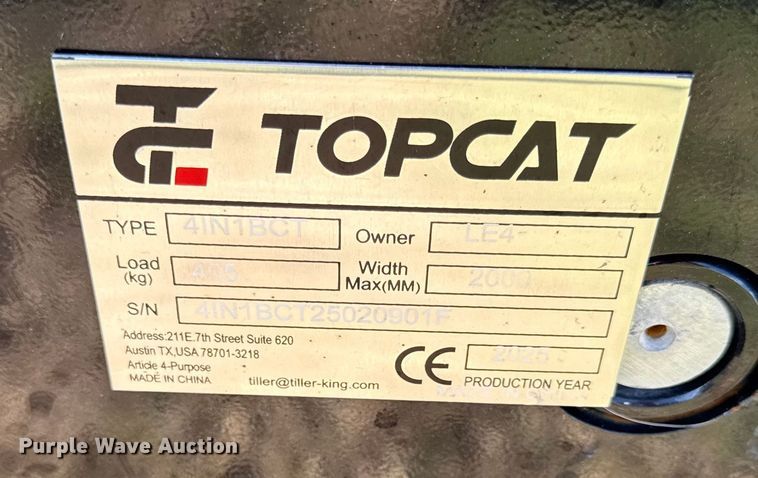 TC TOPCAT
TYPE 4IN1BCT Owner LE4
Load (kg) Width Max(MM) 2000
S/N 4IN1BCT25020901F
Address:211E.7th Street Suite 620
Austin TX,USA 78701-3218
Article 4-Purpose
MADE IN CHINA tiller@tiller-king.com CE 2025 PRODUCTION YEAR
Purple Wave Auction